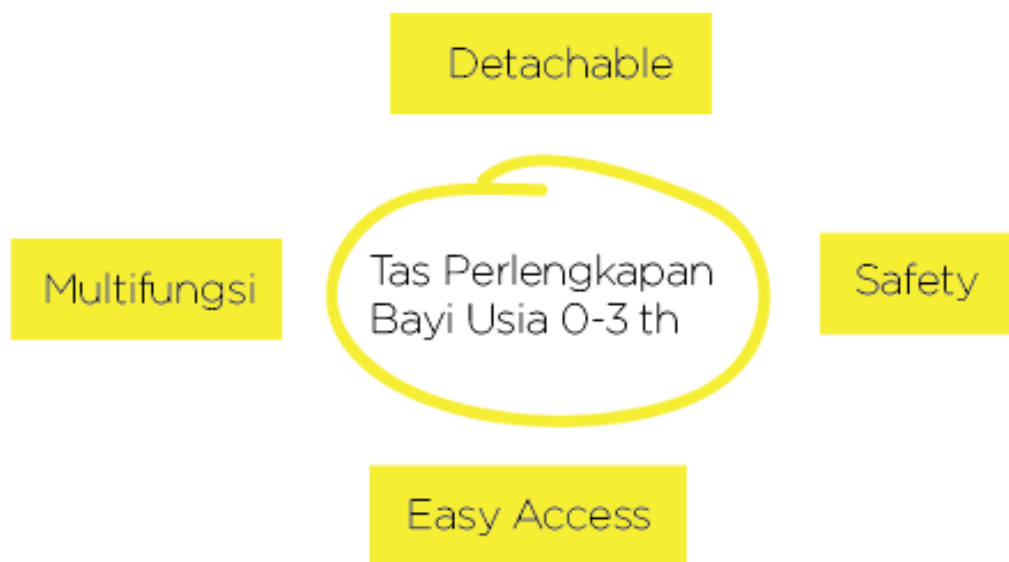 Detachable
Multifungsi
Tas Perlengkapan
Bayi Usia 0-3 th
Safety
Easy Access